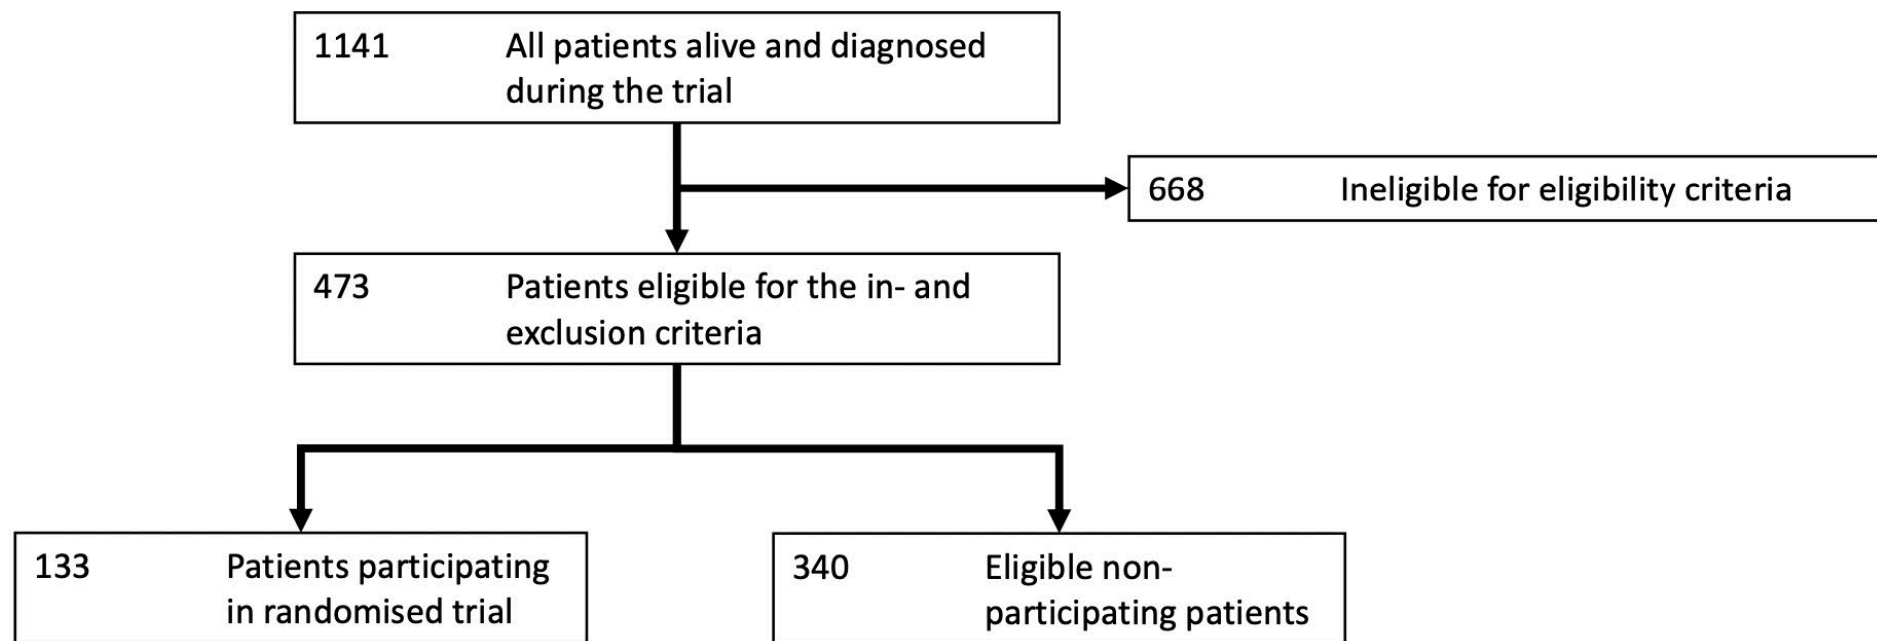 1141 All patients alive and diagnosed
during the trial
668 Ineligible for eligibility criteria
473 Patients eligible for the in- and
exclusion criteria
133 Patients participating
in randomised trial
340 Eligible non-
participating patients